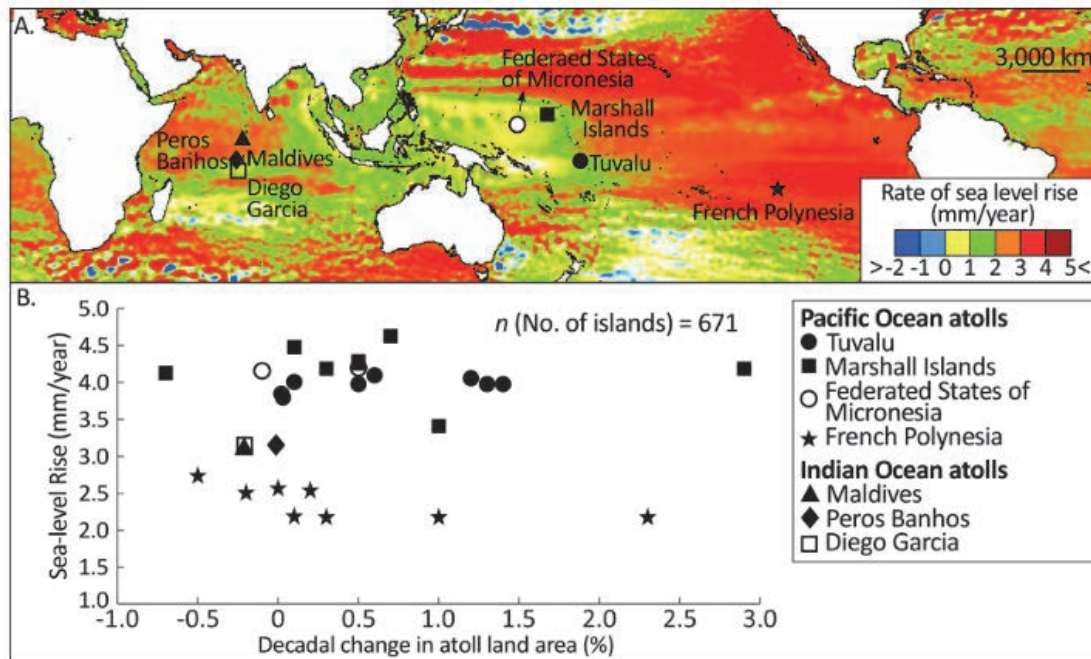 A.
3,000 km
Federaed States
of Micronesia
Marshall
Islands
Peros
Banhos
Maldives
Tuvalu
Diego
Garcia
French Polynesia
Rate of sea level rise
(mm/year)
>-2 -1 0 1 2 3 4 5<
B.
n (No. of islands) = 671
Sea-level Rise (mm/year)
5.0
4.5
4.0
3.5
3.0
2.5
2.0
1.5
1.0
-1.0 -0.5 0 0.5 1.0 1.5 2.0 2.5 3.0
Decadal change in atoll land area (%)
Pacific Ocean atolls
Tuvalu
Marshall Islands
Federated States of
Micronesia
French Polynesia
Indian Ocean atolls
Maldives
Peros Banhos
Diego Garcia